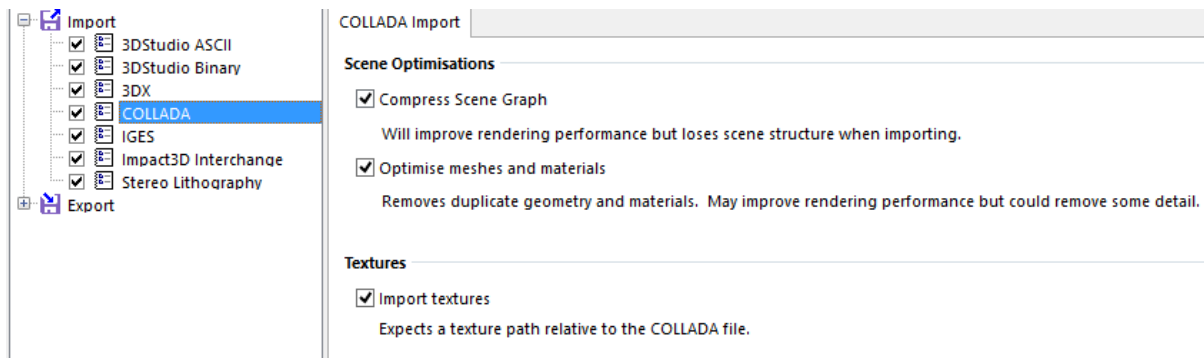 Import
3DStudio ASCII
3DStudio Binary
3DX
COLLADA
IGES
Impact3D Interchange
Stereo Lithography
Export
COLLADA Import
Scene Optimisations
Compress Scene Graph
Will improve rendering performance but loses scene structure when importing.
Optimise meshes and materials
Removes duplicate geometry and materials.  May improve rendering performance but could remove some detail.
Textures
Import textures
Expects a texture path relative to the COLLADA file.